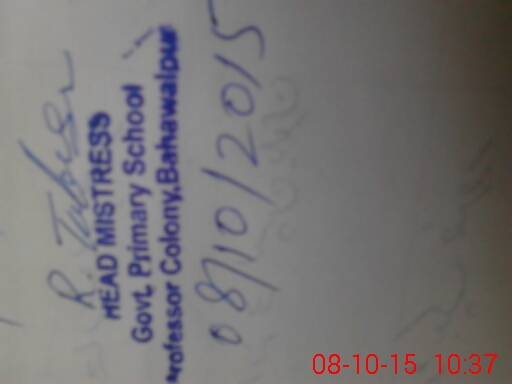 HEAD MISTRESS
Govt. Primary School
Professor Colony, Bahawalpur
08/10/2015
08-10-15 10:37